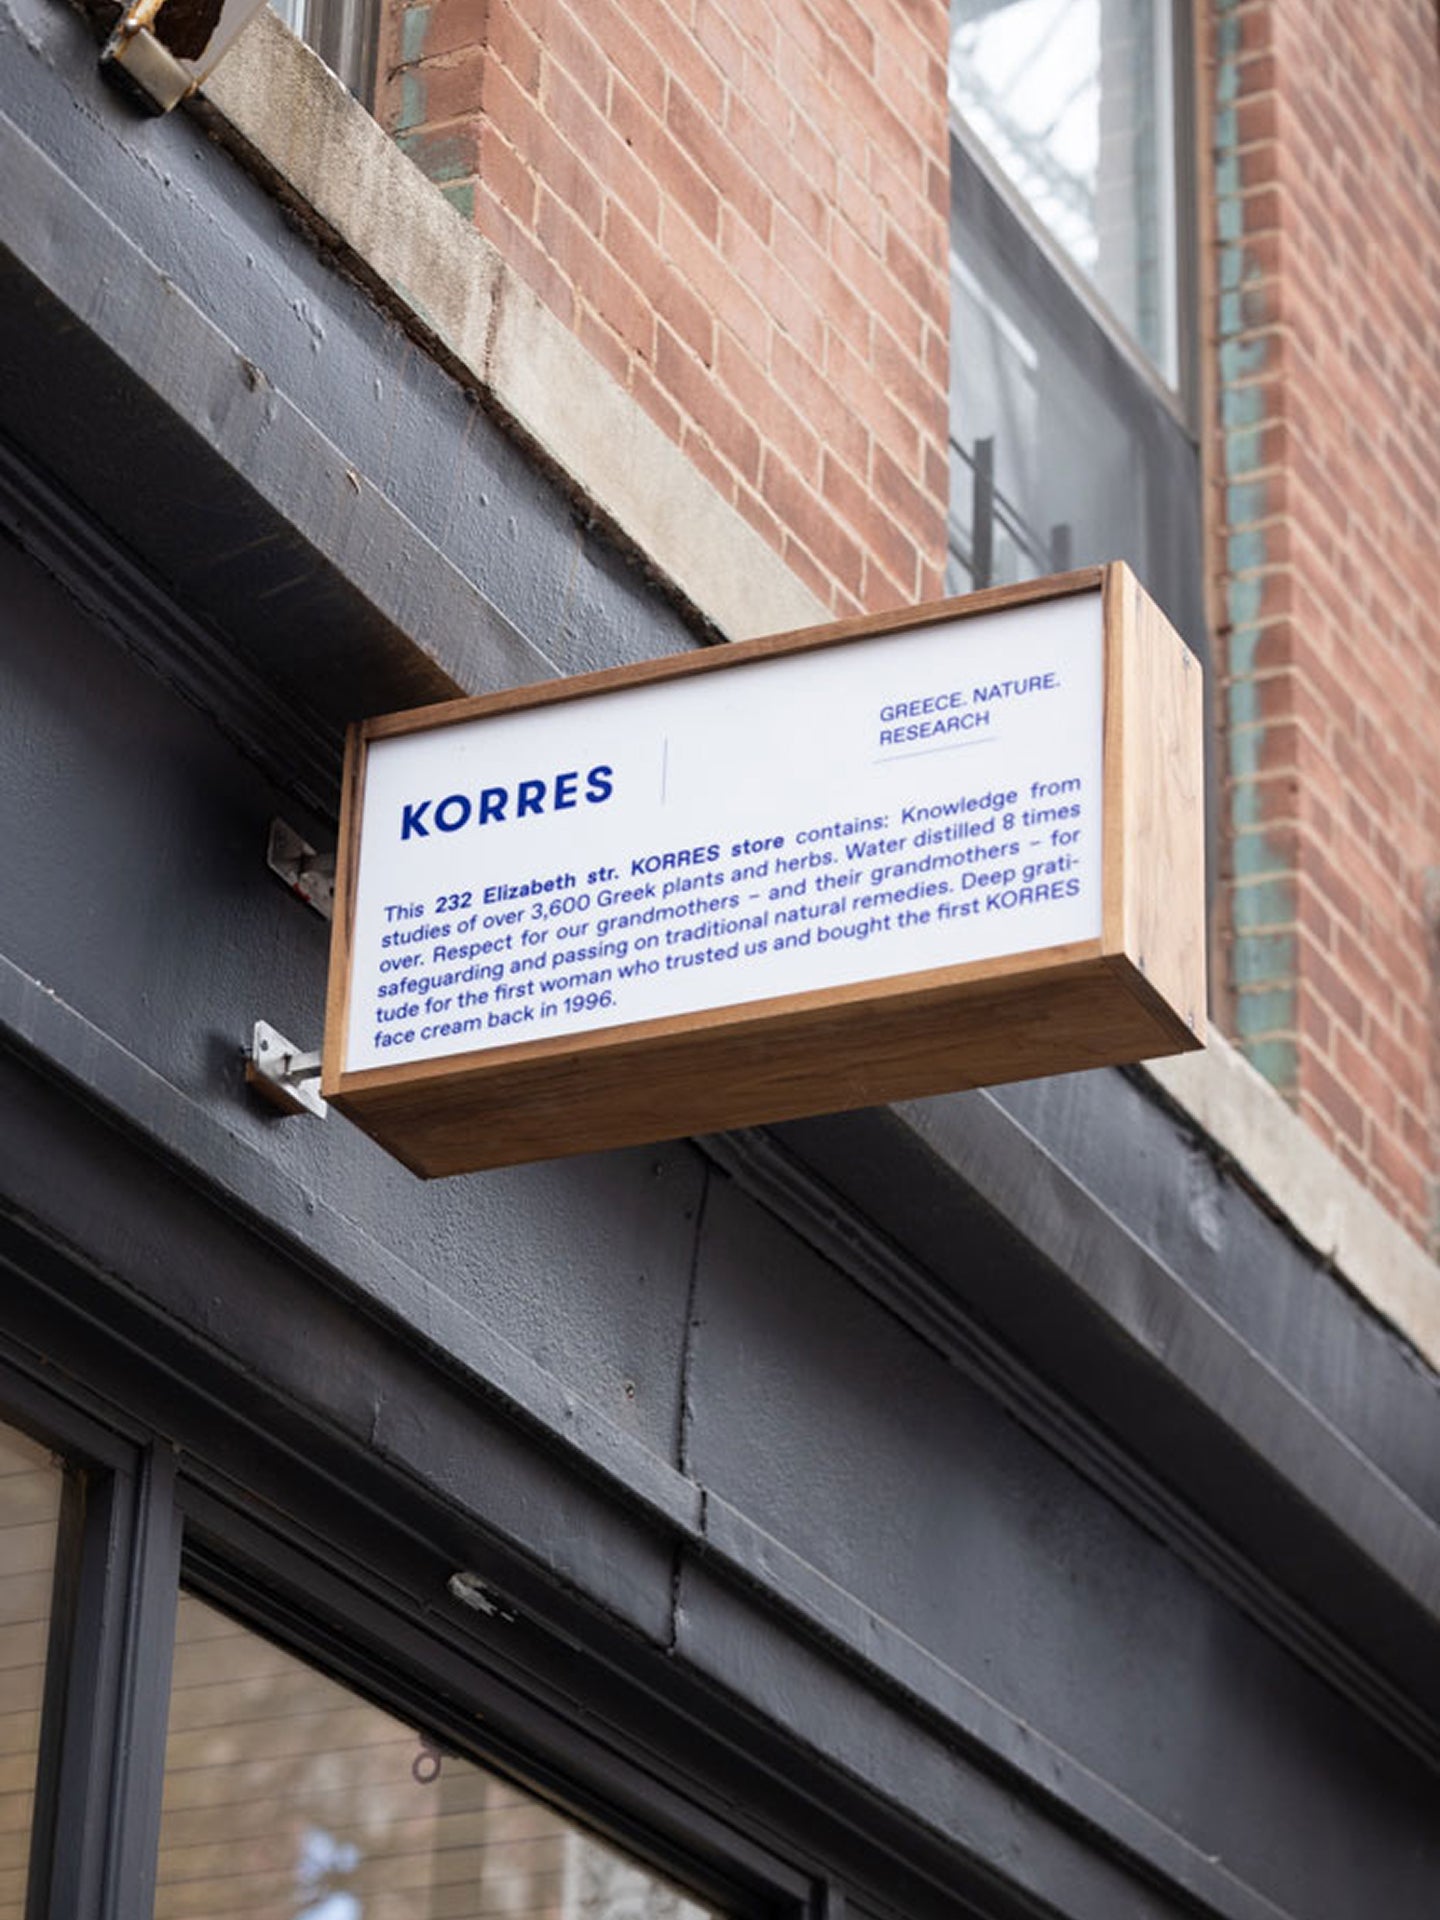 KORRES
GREECE. NATURE.
RESEARCH
This 232 Elizabeth str. KORRES store contains: Knowledge from
studies of over 3,600 Greek plants and herbs. Water distilled 8 times
over. Respect for our grandmothers – and their grandmothers – for
safeguarding and passing on traditional natural remedies. Deep grati-
tude for the first woman who trusted us and bought the first KORRES
face cream back in 1996.